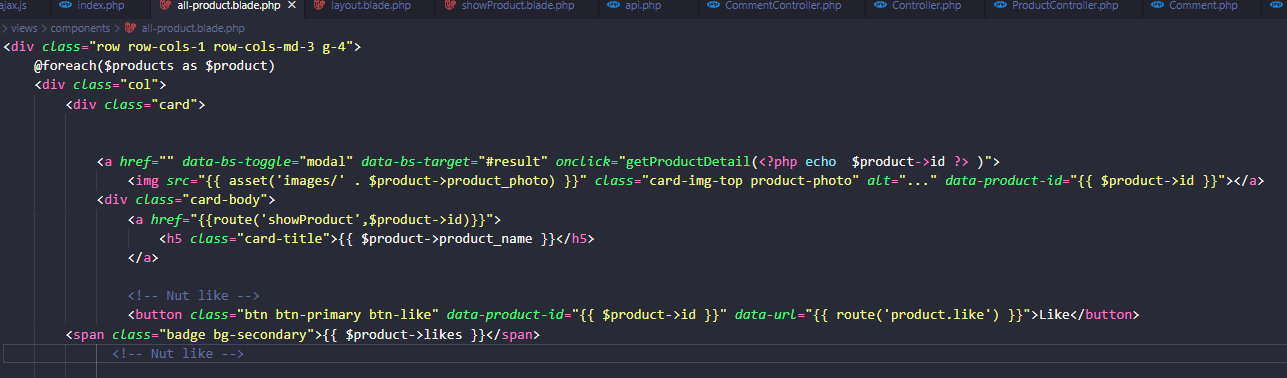 ajax.js index.php all-product.blade.php × layout.blade.php showProduct.blade.php api.php CommentController.php Controller.php ProductController.php Comment.php
> views > components > all-product.blade.php
<div class="row row-cols-1 row-cols-md-3 g-4">
@foreach($products as $product)
<div class="col">
<div class="card">
<a href="" data-bs-toggle="modal" data-bs-target="#result" onclick="getProductDetail(<?php echo  $product->id ?> )">
<img src="{{ asset('images/' . $product->product_photo) }}" class="card-img-top product-photo" alt="..." data-product-id="{{ $product->id }}"></a>
<div class="card-body">
<a href="{{route('showProduct',$product->id)}}">
<h5 class="card-title">{{ $product->product_name }}</h5>
</a>
<!-- Nut like -->
<button class="btn btn-primary btn-like" data-product-id="{{ $product->id }}" data-url="{{ route('product.like') }}">Like</button>
<span class="badge bg-secondary">{{ $product->likes }}</span>
<!-- Nut like -->